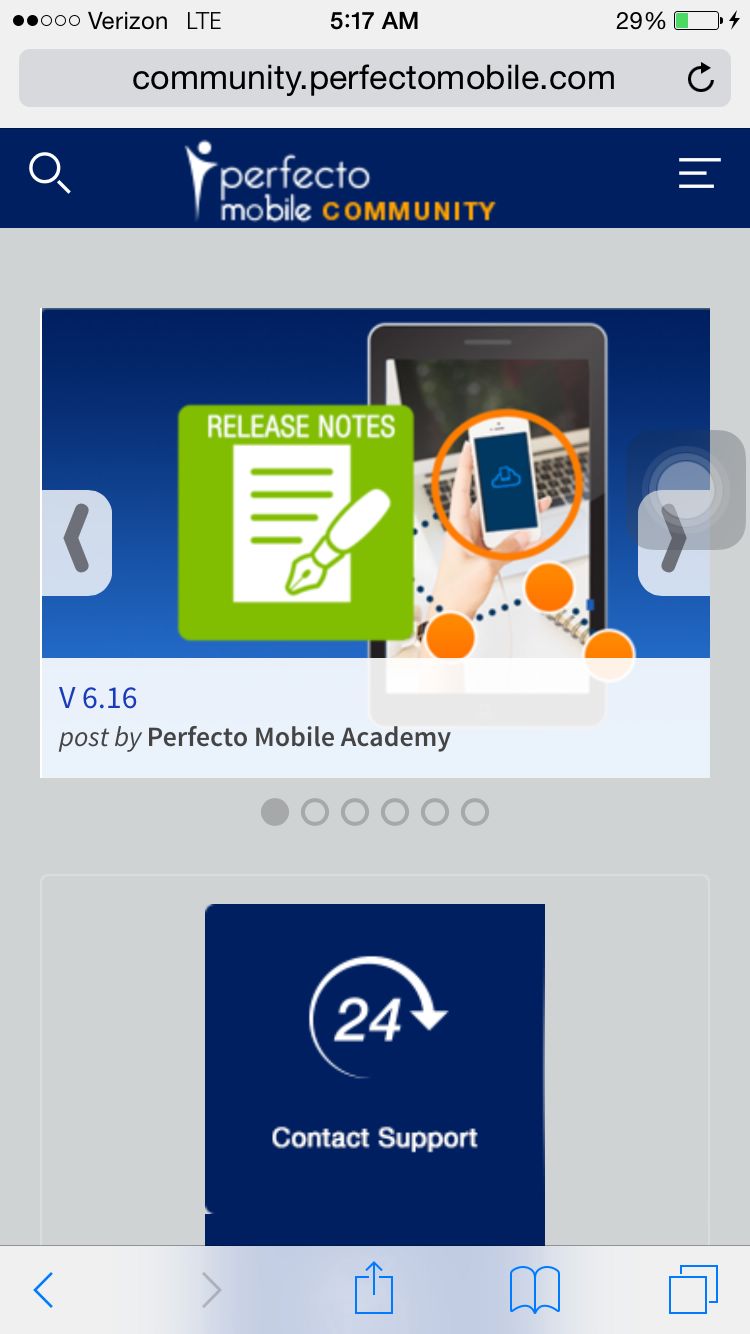 Verizon LTE 5:17 AM 29%
community.perfectomobile.com
perfecto
mobile COMMUNITY
RELEASE NOTES
V 6.16
post by Perfecto Mobile Academy
24
Contact Support